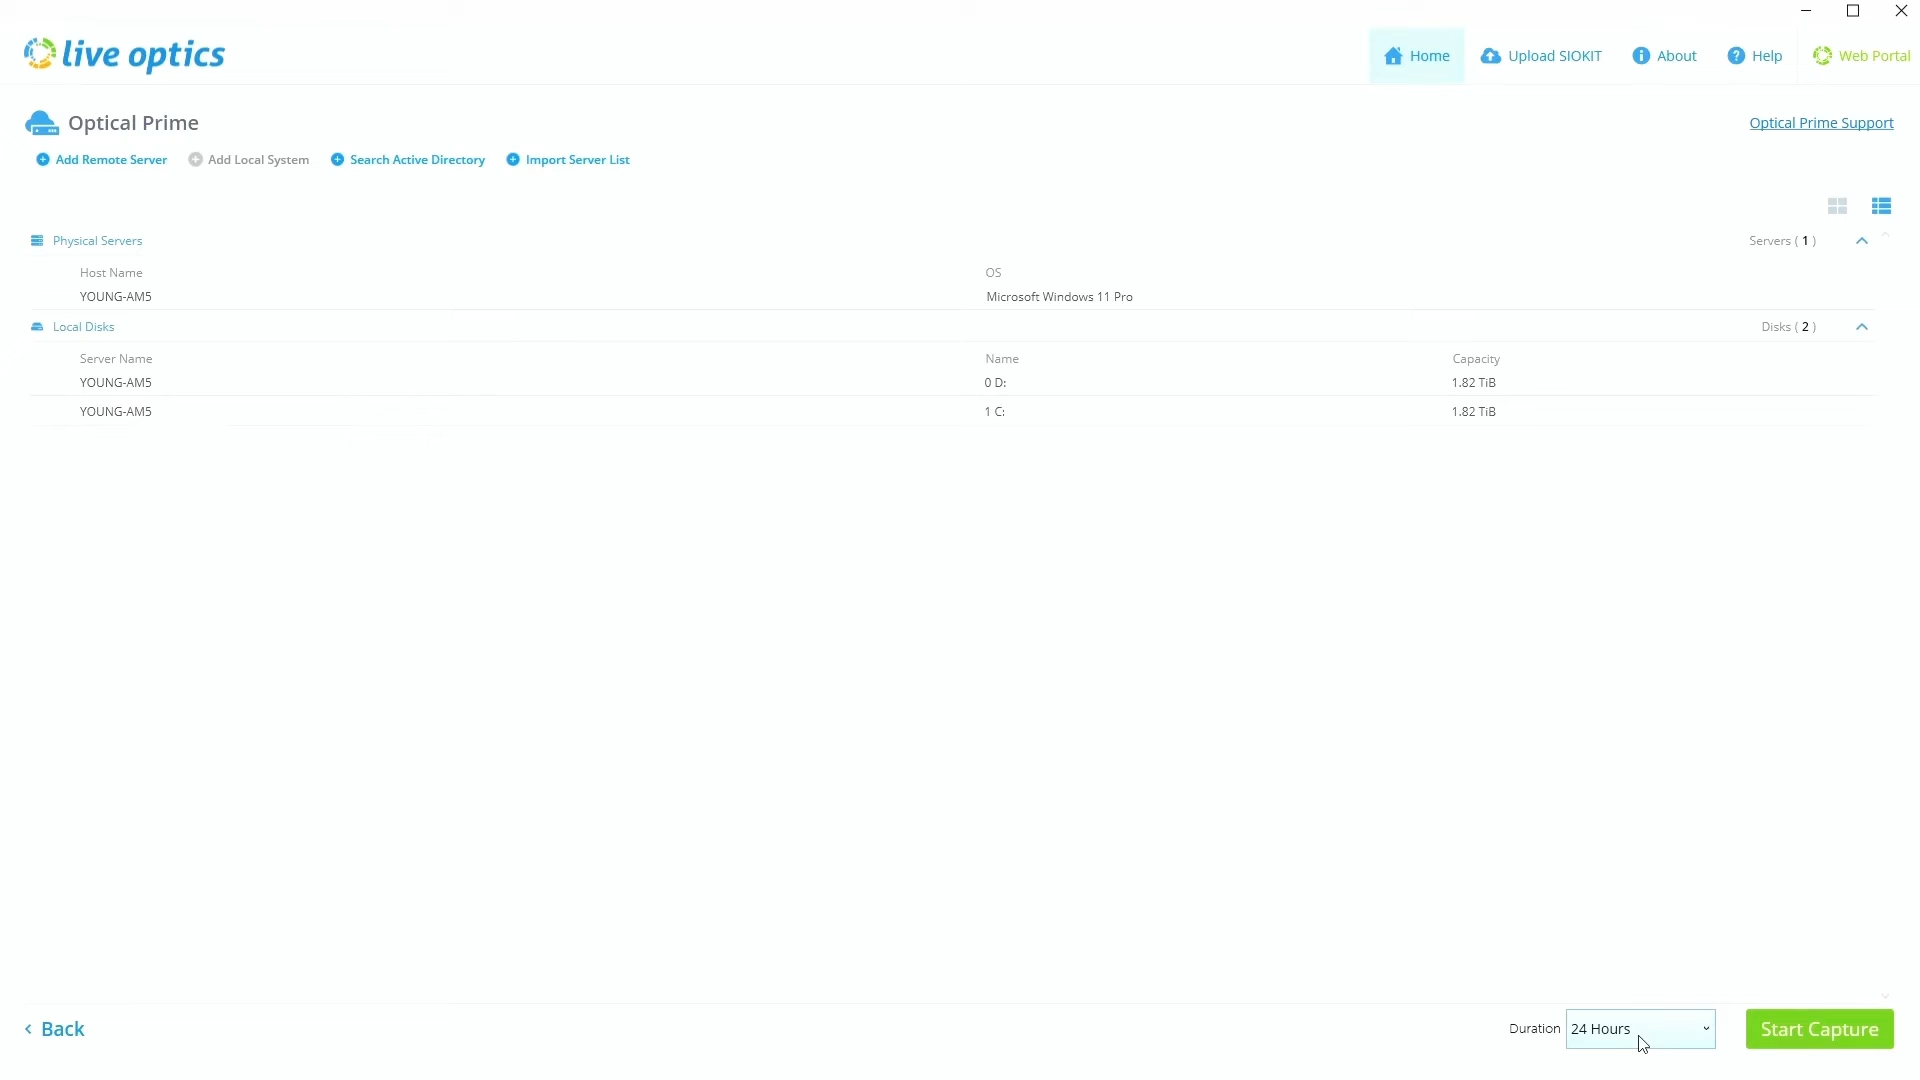 live optics
Home
Upload SIOKIT
About
Help
Web Portal
Optical Prime
Optical Prime Support
Add Remote Server
Add Local System
Search Active Directory
Import Server List
Physical Servers
Servers ( 1 )
Host Name
OS
YOUNG-AM5
Microsoft Windows 11 Pro
Local Disks
Disks ( 2 )
Server Name
Name
Capacity
YOUNG-AM5
0 D:
1.82 TiB
YOUNG-AM5
1 C:
1.82 TiB
Back
Duration
24 Hours
Start Capture